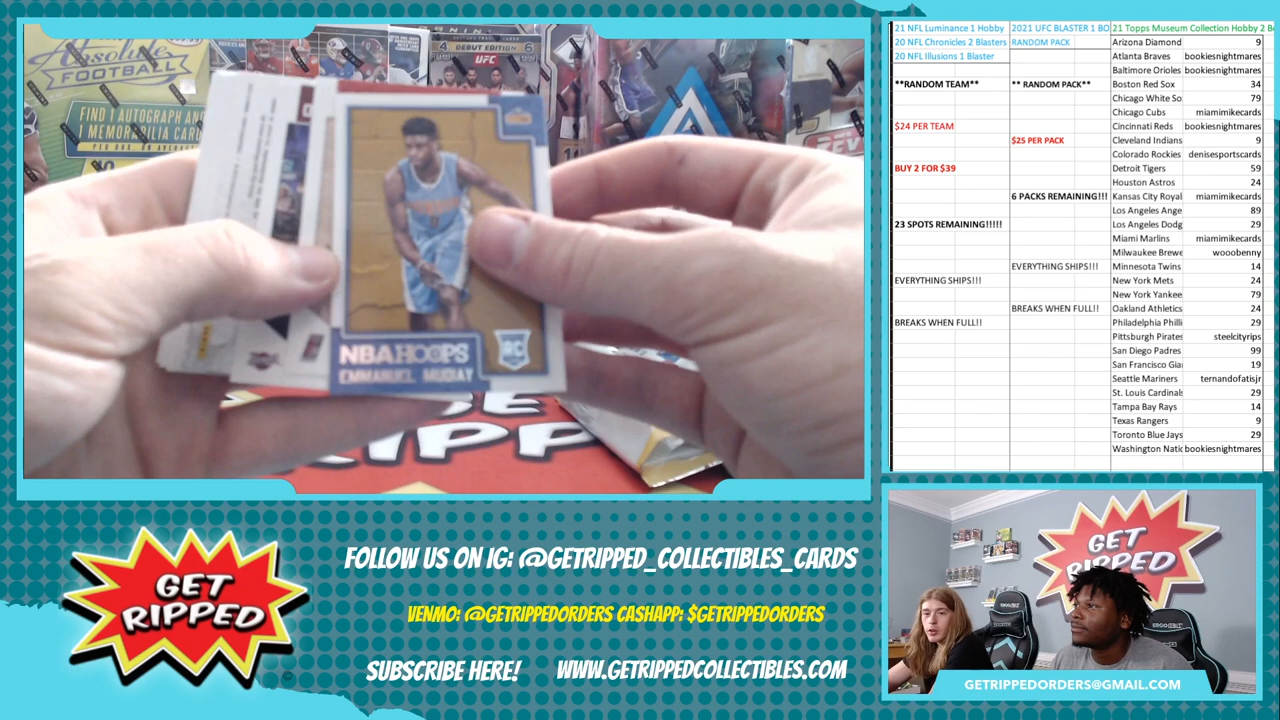 Absolute
FOOTBALL
FIND 1 AUTOGRAPH AND
1 MEMORABILIA CARD
DEBUT EDITION
UFC
NBA HOOPS
EMMANUEL MUDIAY
RC
RIPP
21 NFL Luminance 1 Hobby
20 NFL Chronicles 2 Blasters
20 NFL Illusions 1 Blaster
**RANDOM TEAM**
$24 PER TEAM
BUY 2 FOR $39
23 SPOTS REMAINING!!!!!
EVERYTHING SHIPS!!!
BREAKS WHEN FULL!!
2021 UFC BLASTER 1 BO
RANDOM PACK
** RANDOM PACK**
$25 PER PACK
6 PACKS REMAINING!!!
EVERYTHING SHIPS!!!
BREAKS WHEN FULL!!
21 Topps Museum Collection Hobby 2 B
Arizona Diamond 9
Atlanta Braves bookiesnightmares
Baltimore Orioles bookiesnightmares
Boston Red Sox 34
Chicago White So 79
Chicago Cubs miamimikecards
Cincinnati Reds bookiesnightmares
Cleveland Indians 9
Colorado Rockies denisesportscards
Detroit Tigers 59
Houston Astros 24
Kansas City Royal miamimikecards
Los Angeles Ange 89
Los Angeles Dodg 29
Miami Marlins miamimikecards
Milwaukee Brewe wooobenny
Minnesota Twins 14
New York Mets 24
New York Yankee 79
Oakland Athletics 24
Philadelphia Philli 29
Pittsburgh Pirates steelcityrips
San Diego Padres 99
San Francisco Gia 19
Seattle Mariners ternandofatisjr
St. Louis Cardinals 29
Tampa Bay Rays 14
Texas Rangers 9
Toronto Blue Jays 29
Washington Natic bookiesnightmares
GET
RIPPED
FOLLOW US ON IG: @GETRIPPED_COLLECTIBLES_CARDS
VENMO: @GETRIPPEDORDERS CASHAPP: $GETRIPPEDORDERS
SUBSCRIBE HERE! WWW.GETRIPPEDCOLLECTIBLES.COM
GET
RIPPED
GETRIPPEDORDERS@GMAIL.COM